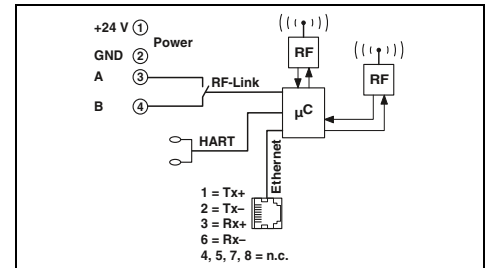 +24 V 1
Power
GND 2
A 3
RF-Link
B 4
RF
RF
µC
HART
Ethernet
1 = Tx+
2 = Tx–
3 = Rx+
6 = Rx–
4, 5, 7, 8 = n.c.